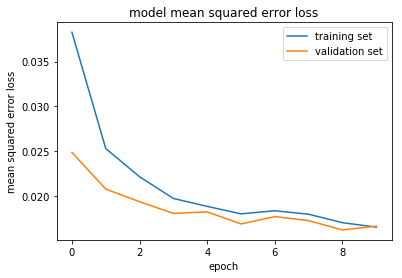 model mean squared error loss
training set
validation set
mean squared error loss
0.035
0.030
0.025
0.020
0 2 4 6 8
epoch